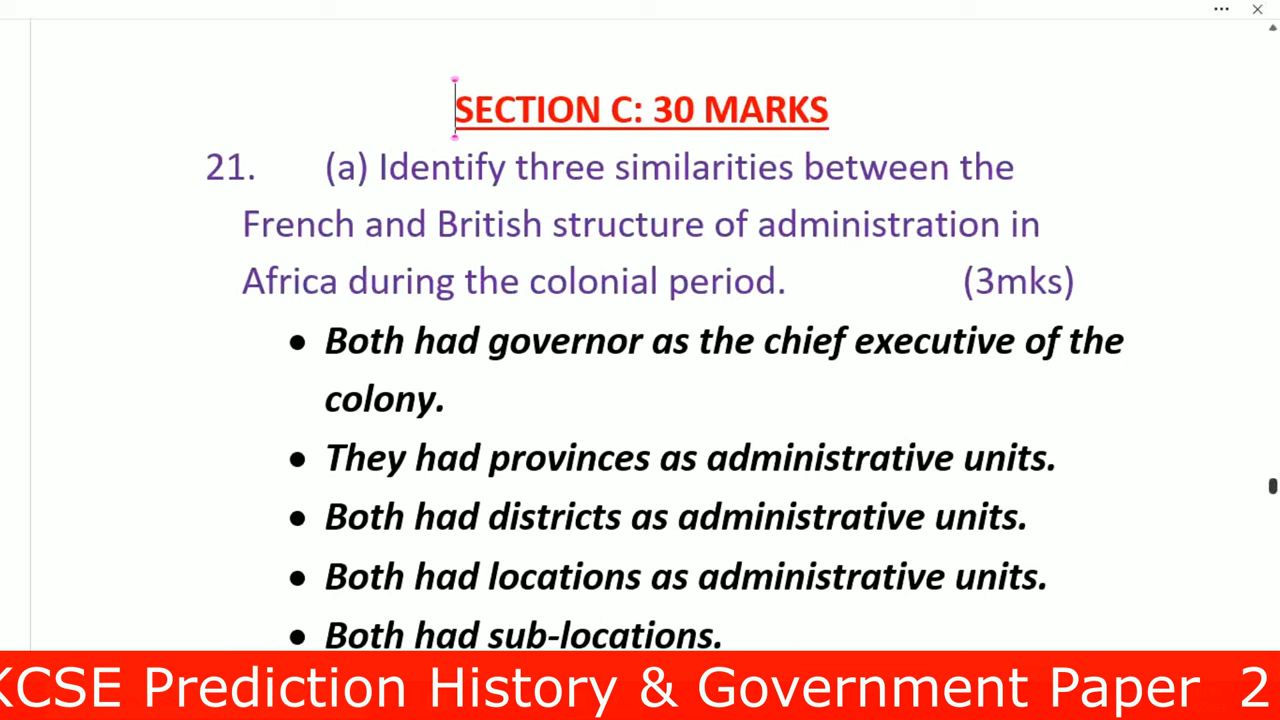 SECTION C: 30 MARKS
21. (a) Identify three similarities between the
French and British structure of administration in
Africa during the colonial period. (3mks)
• Both had governor as the chief executive of the
colony.
• They had provinces as administrative units.
• Both had districts as administrative units.
• Both had locations as administrative units.
• Both had sub-locations.
KCSE Prediction History & Government Paper 2